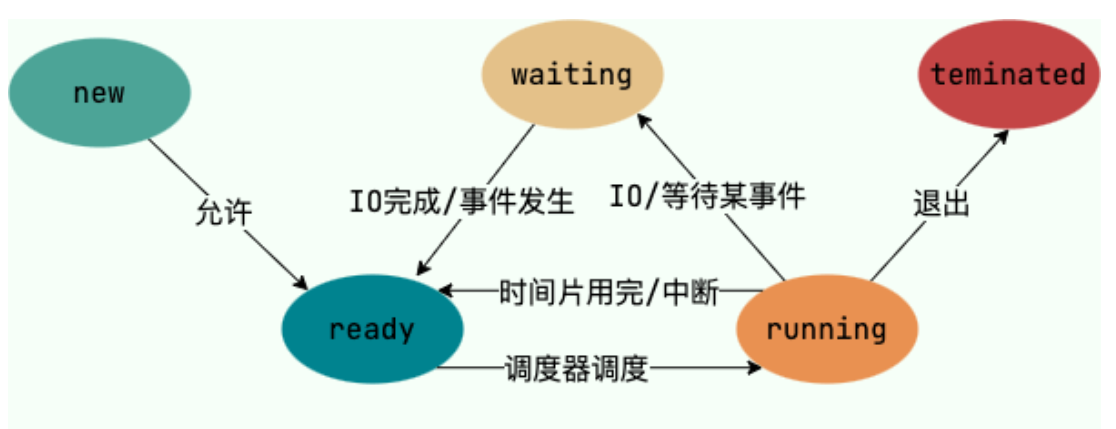 new
waiting
teminated
允许
IO完成/事件发生
IO/等待某事件
退出
时间片用完/中断
ready
running
调度器调度